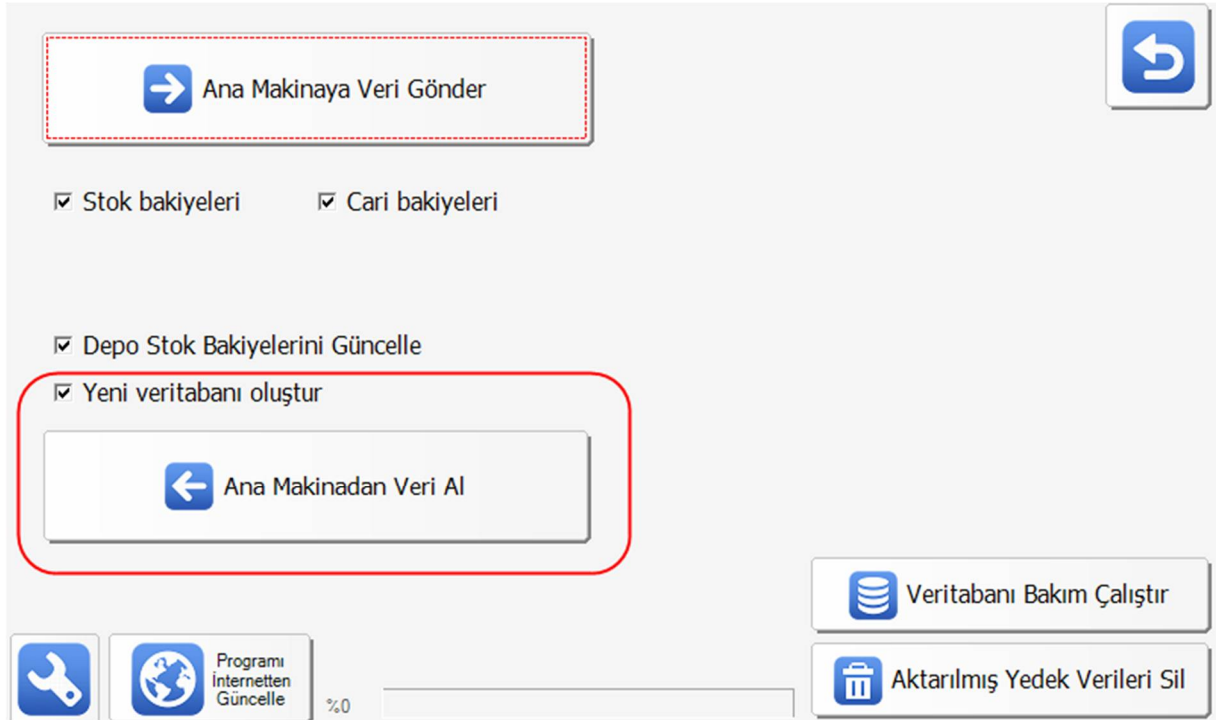 Ana Makinaya Veri Gönder
Stok bakiyeleri
Cari bakiyeleri
Depo Stok Bakiyelerini Güncelle
Yeni veritabanı oluştur
Ana Makinadan Veri Al
Veritabanı Bakım Çalıştır
Programı
İnternetten
Güncelle
%0
Aktarılmış Yedek Verileri Sil